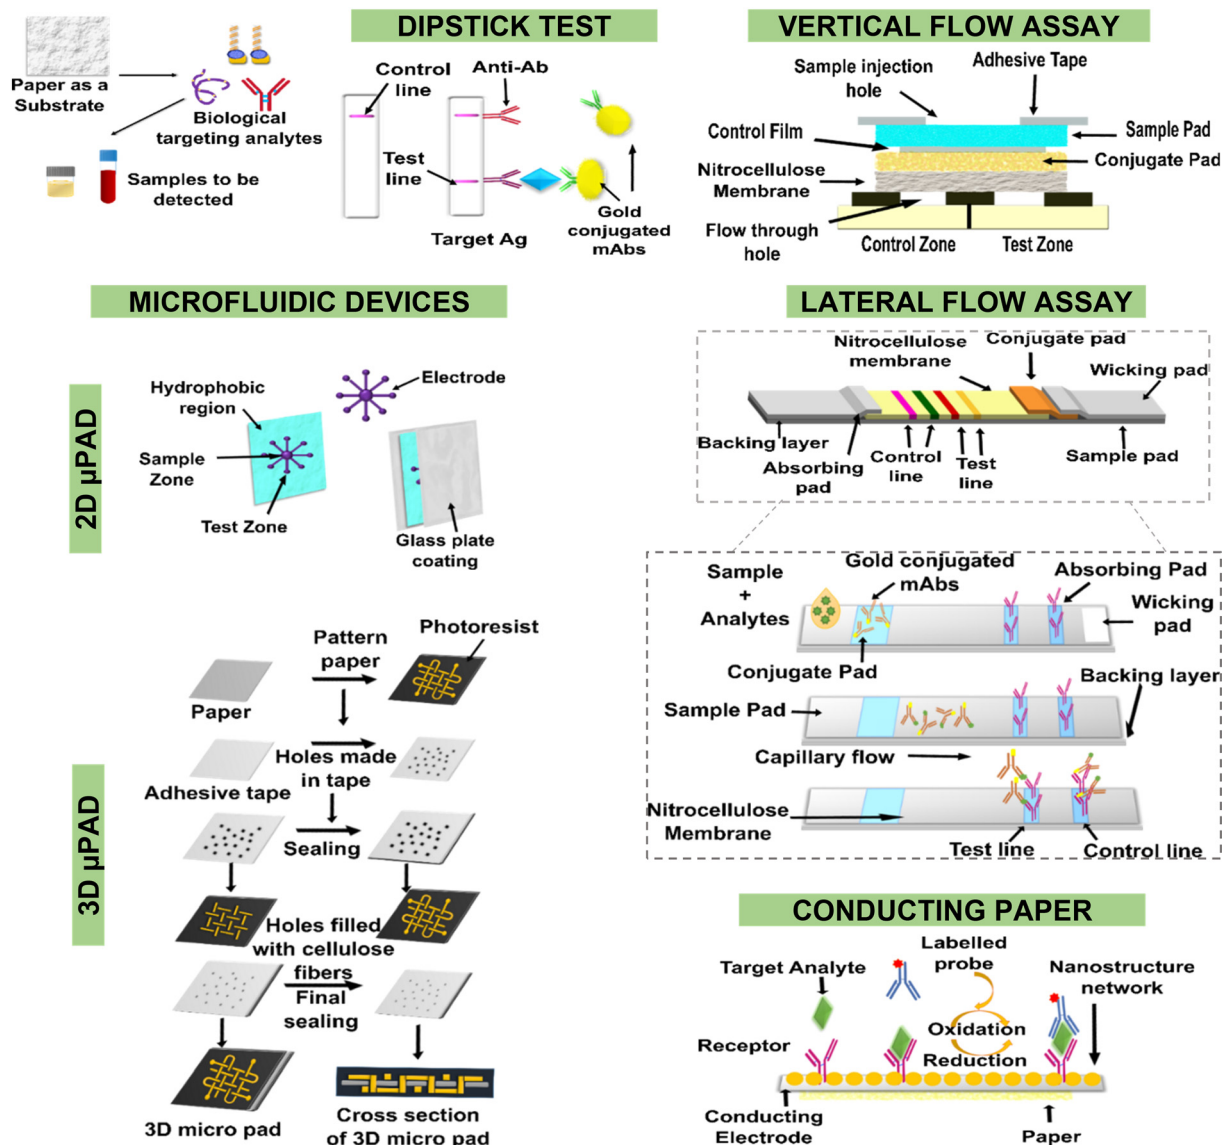 Paper as a
Substrate
Biological
targeting analytes
Samples to be
detected
DIPSTICK TEST
Control
line
Anti-Ab
Test
line
Target Ag
Gold
conjugated
mAbs
VERTICAL FLOW ASSAY
Sample injection
hole
Adhesive Tape
Control Film
Sample Pad
Conjugate Pad
Nitrocellulose
Membrane
Flow through
hole
Control Zone
Test Zone
MICROFLUIDIC DEVICES
2D µPAD
Hydrophobic
region
Electrode
Sample
Zone
Test Zone
Glass plate
coating
3D µPAD
Pattern
paper
Photoresist
Paper
Holes made
in tape
Adhesive tape
Sealing
Holes filled
with cellulose
fibers
Final
sealing
3D micro pad
Cross section
of 3D micro pad
LATERAL FLOW ASSAY
Nitrocellulose
membrane
Conjugate pad
Wicking pad
Backing layer
Absorbing
pad
Control
line
Test
line
Sample pad
Sample
+
Analytes
Gold conjugated
mAbs
Absorbing Pad
Wicking
pad
Conjugate Pad
Backing layer
Sample Pad
Capillary flow
Nitrocellulose
Membrane
Test line
Control line
CONDUCTING PAPER
Target Analyte
Labelled
probe
Nanostructure
network
Receptor
Oxidation
Reduction
Conducting
Electrode
Paper